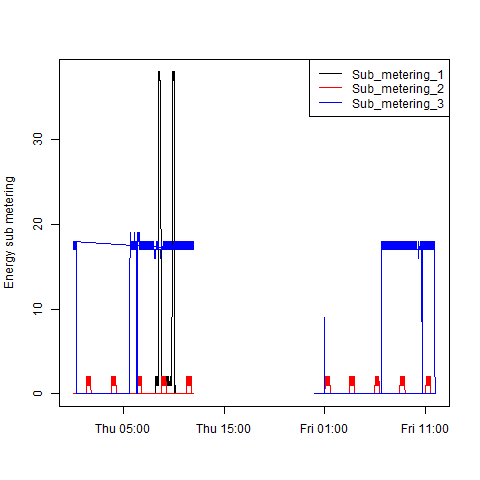 Sub_metering_1
Sub_metering_2
Sub_metering_3
Energy sub metering
30
20
10
0
Thu 05:00
Thu 15:00
Fri 01:00
Fri 11:00